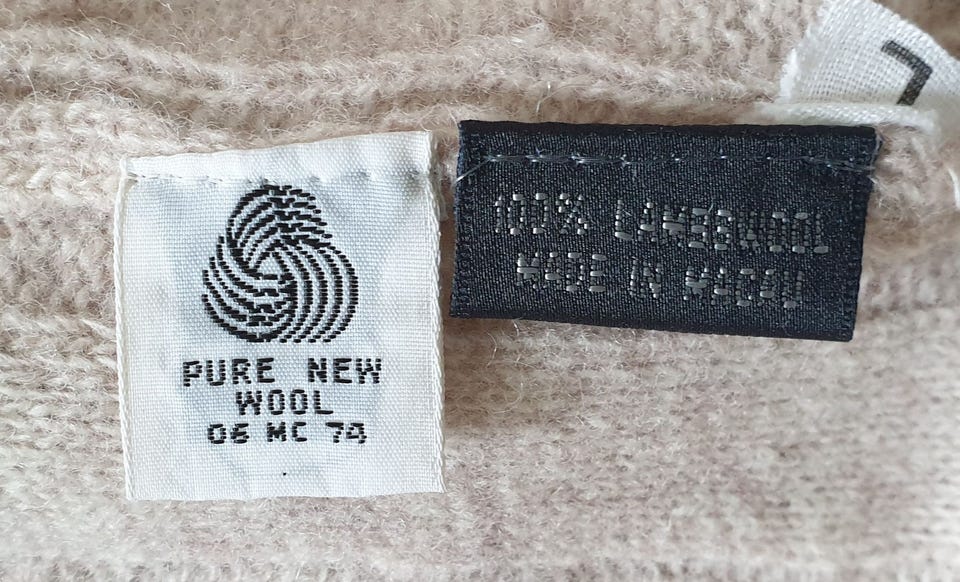 PURE NEW
WOOL
06 MC 74
100% LAMBSWOOL
MADE IN MACAU